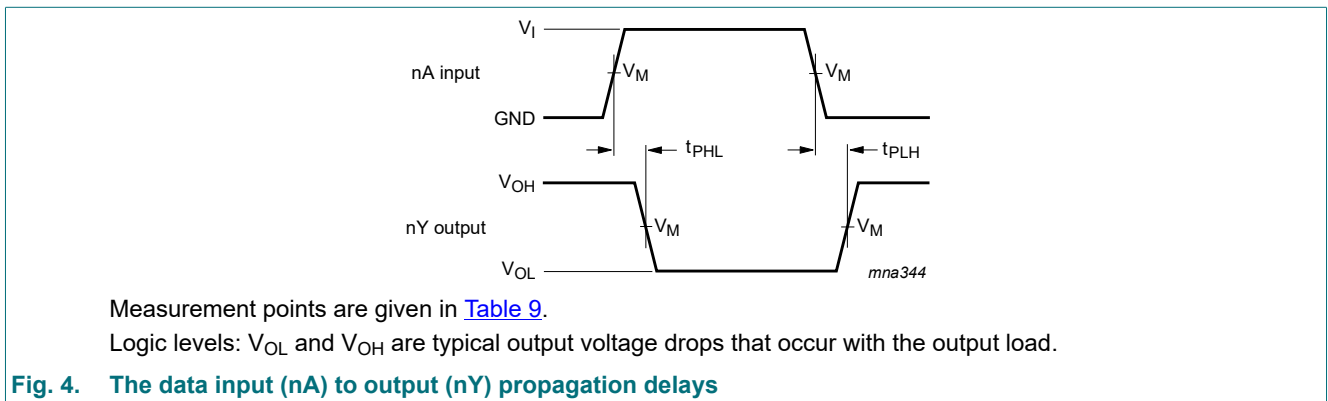 V_I
nA input
V_M
V_M
GND
t_PHL
t_PLH
V_OH
nY output
V_M
V_M
V_OL
mna344
Measurement points are given in Table 9.
Logic levels: V_OL and V_OH are typical output voltage drops that occur with the output load.
Fig. 4. The data input (nA) to output (nY) propagation delays